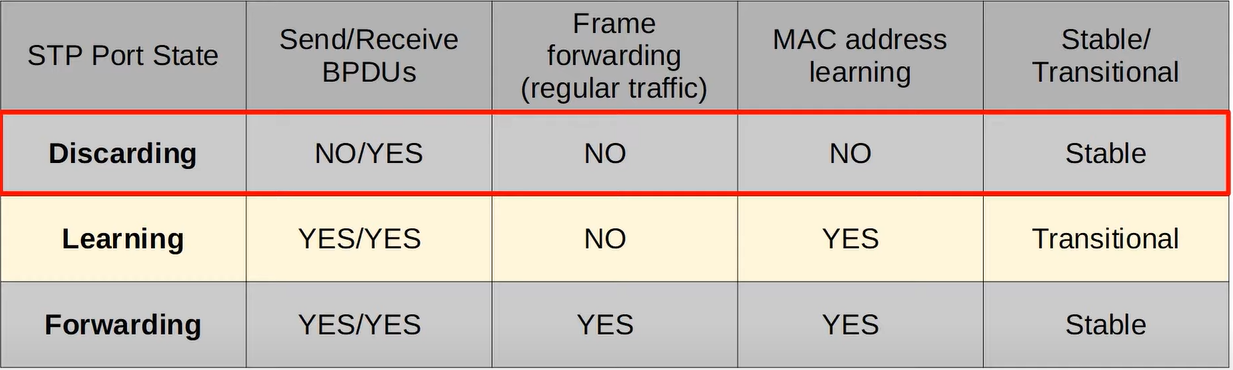 STP Port State
Send/Receive
BPDUs
Frame
forwarding
(regular traffic)
MAC address
learning
Stable/
Transitional
Discarding
NO/YES
NO
NO
Stable
Learning
YES/YES
NO
YES
Transitional
Forwarding
YES/YES
YES
YES
Stable